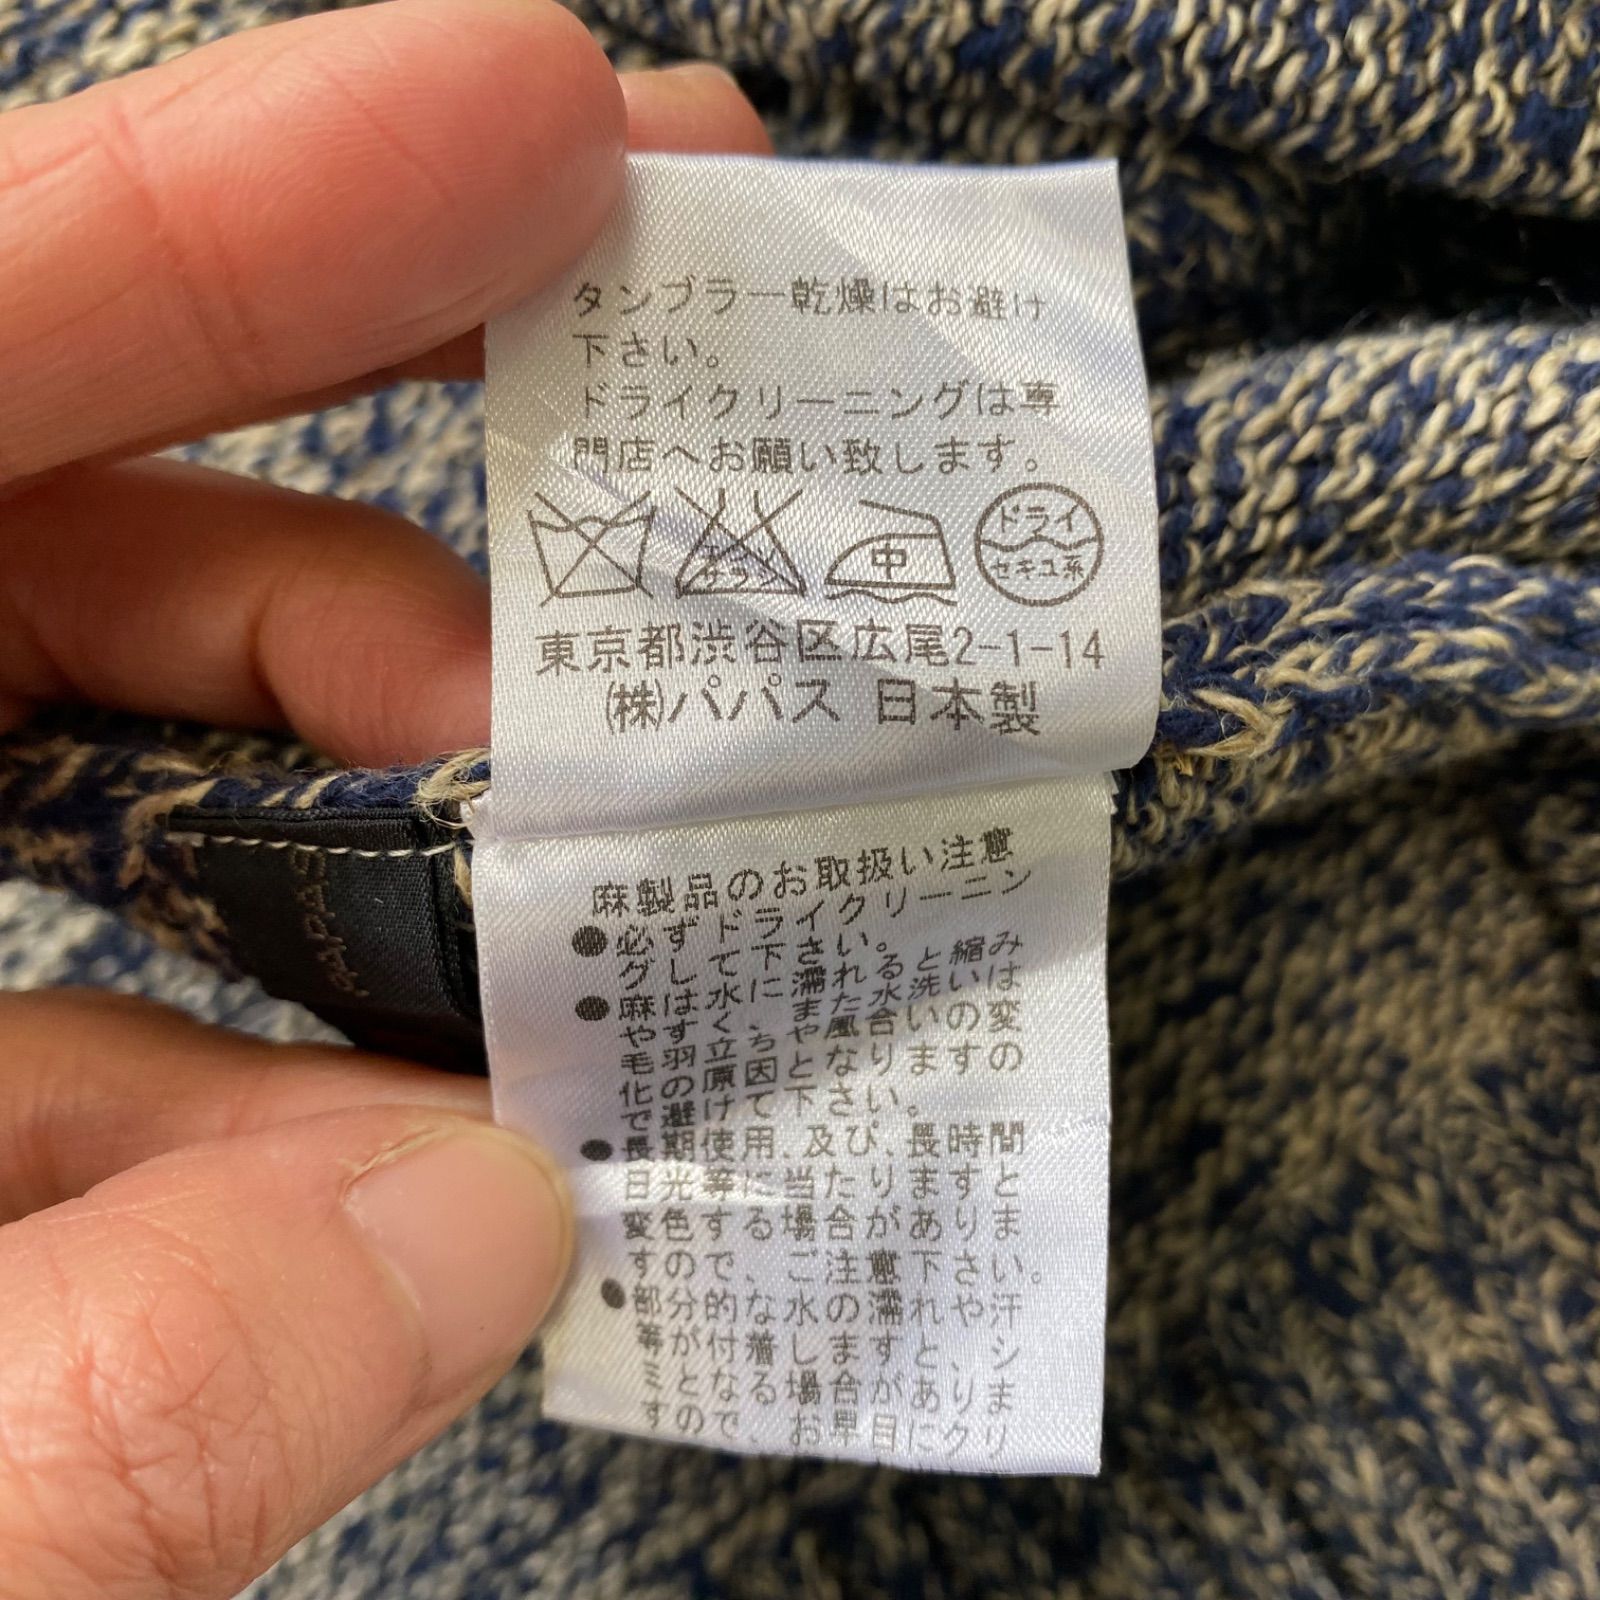 タンブラー乾燥はお避け
下さい。
ドライクリーニングは専
門店へお願い致します。
エンソ
サラシ
中
ドライ
セキユ系
東京都渋谷区広尾2-1-14
㈱パパス 日本製
麻製品のお取扱い注意
●必ずドライクリーニン
グして下さい。
●麻は水に濡れると縮み
やすく、また水洗いは
毛羽立ちや風合いの変
化の原因となりますの
で避けて下さい。
●長期使用、及び、長時間
日光等に当たりますと
変色する場合がありま
すので、ご注意下さい。
●部分的な水濡れや汗
等が付着しますと、シ
ミとなる場合がありま
すので、お早目にクリ